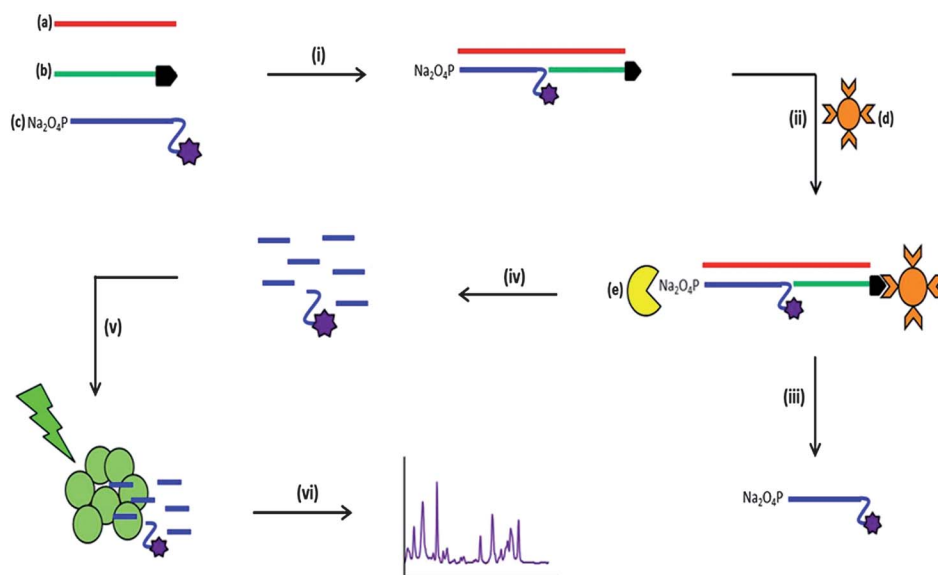 (a)
(b)
(c) Na₂O₄P
(i)
Na₂O₄P
(ii)
(d)
(e)
Na₂O₄P
(iv)
(v)
(iii)
(vi)
Na₂O₄P